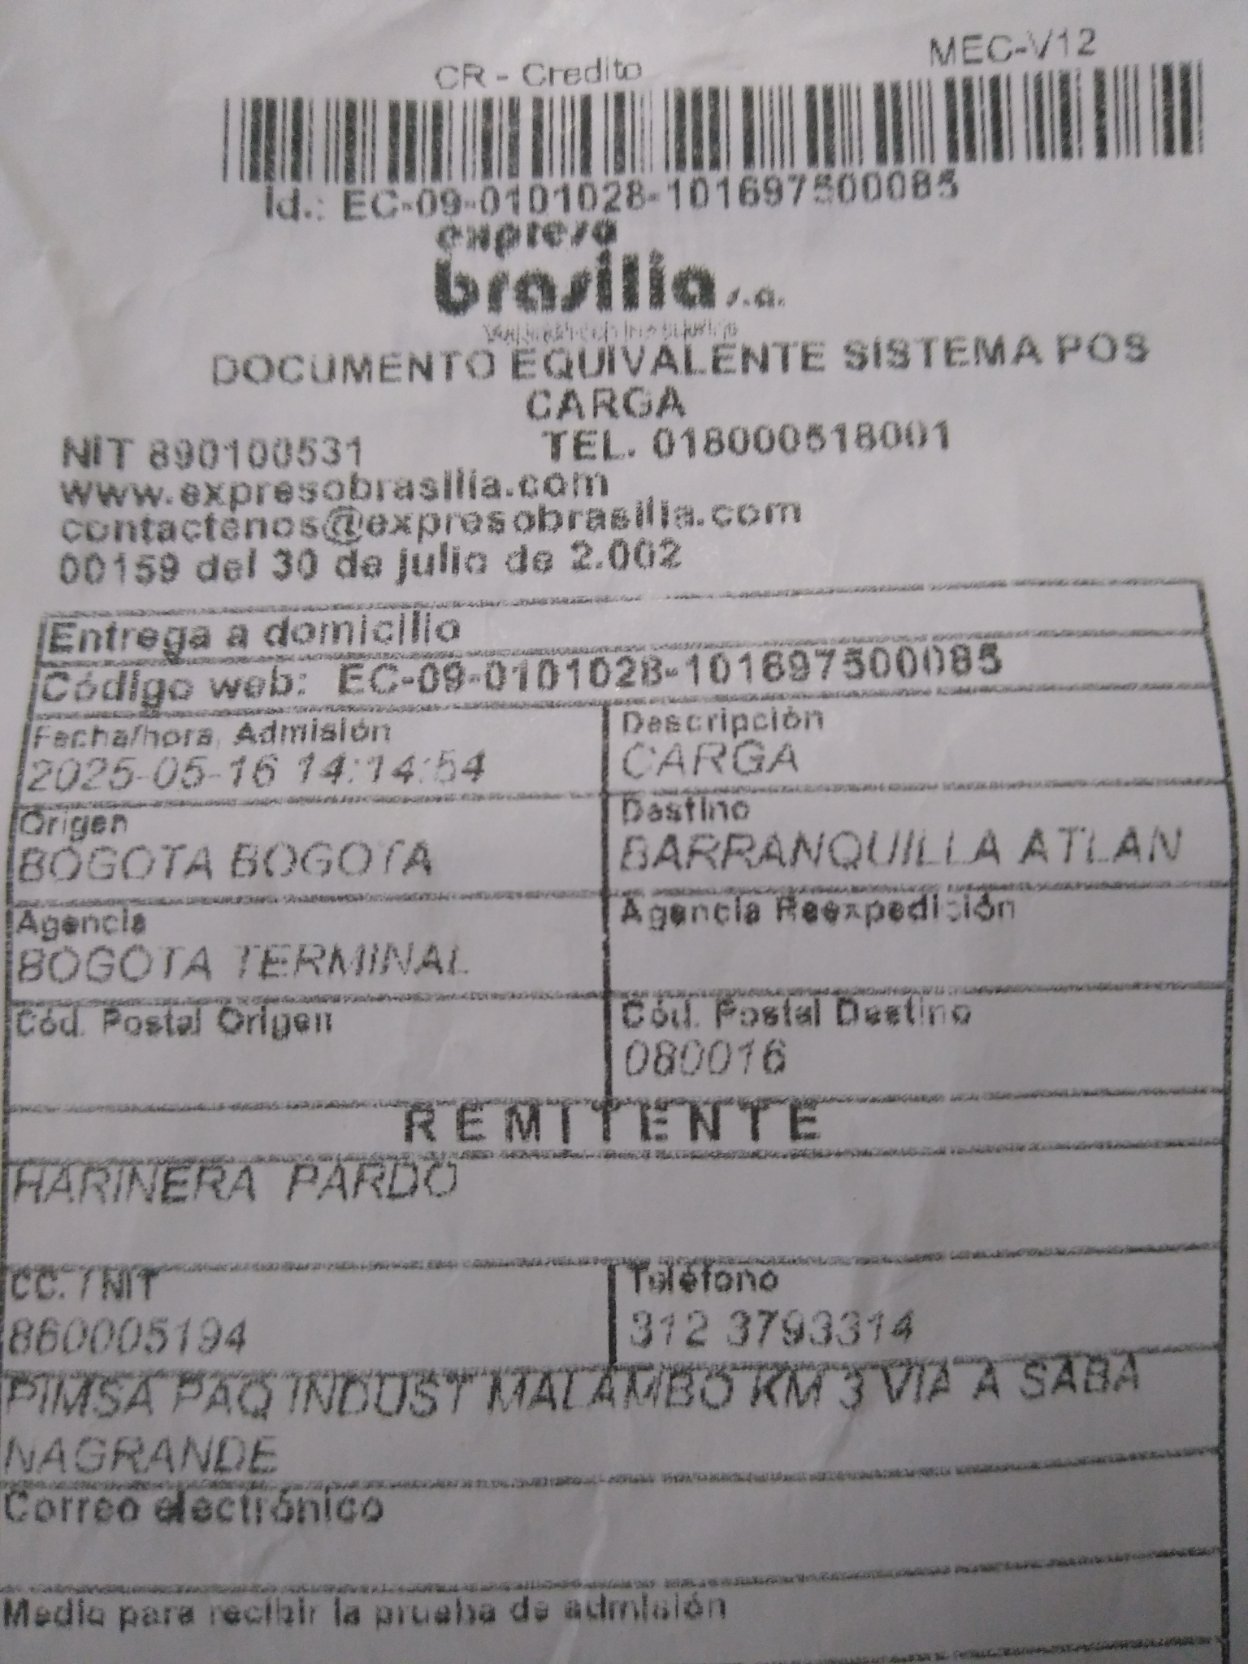 CR - Credito
MEC-V12
Id.: EC-09-0101028-101697500085
expreso
brasilia s.a.
DOCUMENTO EQUIVALENTE SISTEMA POS
CARGA
NIT 890100531 TEL. 018000518001
www.expresobrasilia.com
contactenos@expresobrasilia.com
00159 del 30 de julio de 2.002
Entrega a domicilio
Código web: EC-09-0101028-101697500085
Fecha/hora. Admisión
Descripción
2025-05-16 14:14:54
CARGA
Origen
Destino
BOGOTA BOGOTA
BARRANQUILLA ATLAN
Agencia
Agencia Reexpedición
BOGOTA TERMINAL
Cód. Postal Origen
Cód. Postal Destino
080016
REMITENTE
HARINERA PARDO
CC. / NIT
Teléfono
860005194
312 3793314
PIMSA PAQ INDUST MALAMBO KM 3 VIA A SABA
NAGRANDE
Correo electrónico
Medio para recibir la prueba de admisión